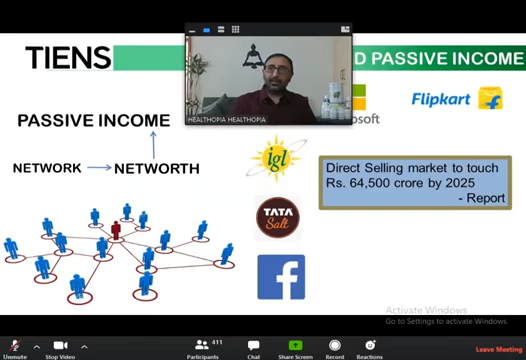 TIENS
D PASSIVE INCOME
HEALTHOPIA HEALTHOPIA
soft
Flipkart
PASSIVE INCOME
NETWORK
NETWORTH
igl
TATA
Salt
f
Direct Selling market to touch
Rs. 64,500 crore by 2025
- Report
Activate Windows
Go to Settings to activate Windows.
Unmute
Stop Video
411
Participants
Chat
Share Screen
Record
Reactions
Leave Meeting